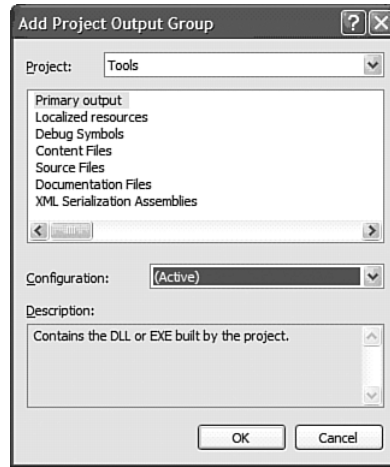 Add Project Output Group
Project: Tools
Primary output
Localized resources
Debug Symbols
Content Files
Source Files
Documentation Files
XML Serialization Assemblies
Configuration: (Active)
Description:
Contains the DLL or EXE built by the project.
OK Cancel